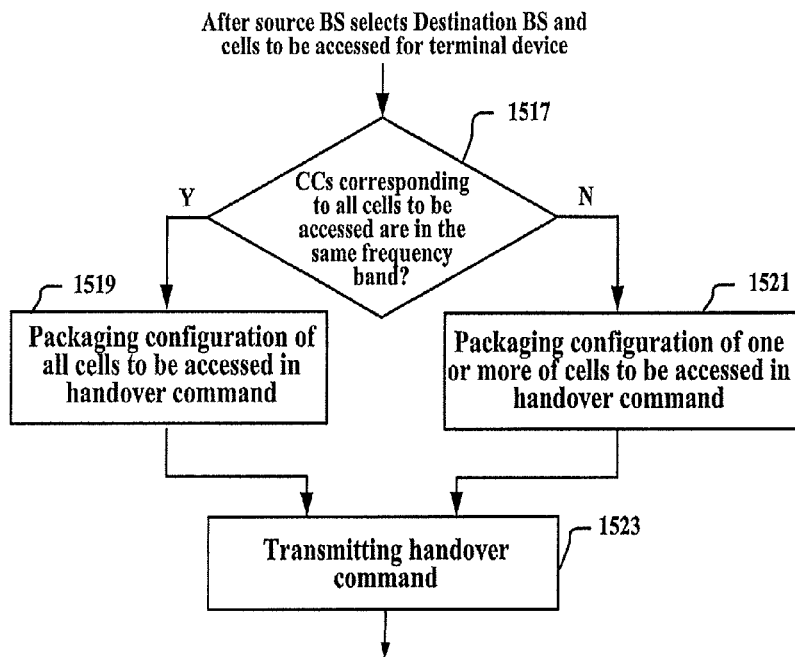 After source BS selects Destination BS and
cells to be accessed for terminal device
1517
Y
CCs corresponding
to all cells to be
accessed are in the
same frequency
band?
N
1519
Packaging configuration of
all cells to be accessed in
handover command
1521
Packaging configuration of one
or more of cells to be accessed in
handover command
Transmitting handover
command
1523